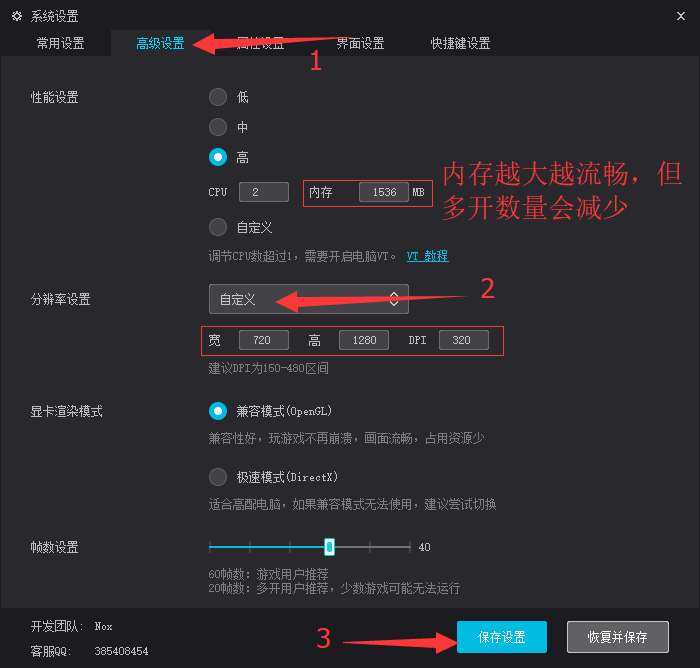 系统设置
常用设置 高级设置 属性设置 界面设置 快捷键设置
1
性能设置 低
中
高
CPU 2 内存 1536 MB
内存越大越流畅，但
多开数量会减少
自定义
调节CPU数超过1，需要开启电脑VT。 VT 教程
分辨率设置 自定义
2
宽 720 高 1280 DPI 320
建议DPI为150-480区间
显卡渲染模式 兼容模式(OpenGL)
兼容性好，玩游戏不再崩溃，画面流畅，占用资源少
极速模式(DirectX)
适合高配电脑，如果兼容模式无法使用，建议尝试切换
帧数设置 40
60帧数：游戏用户推荐
20帧数：多开用户推荐，少数游戏可能无法运行
开发团队： Nox
客服QQ: 385408454
3
保存设置 恢复并保存